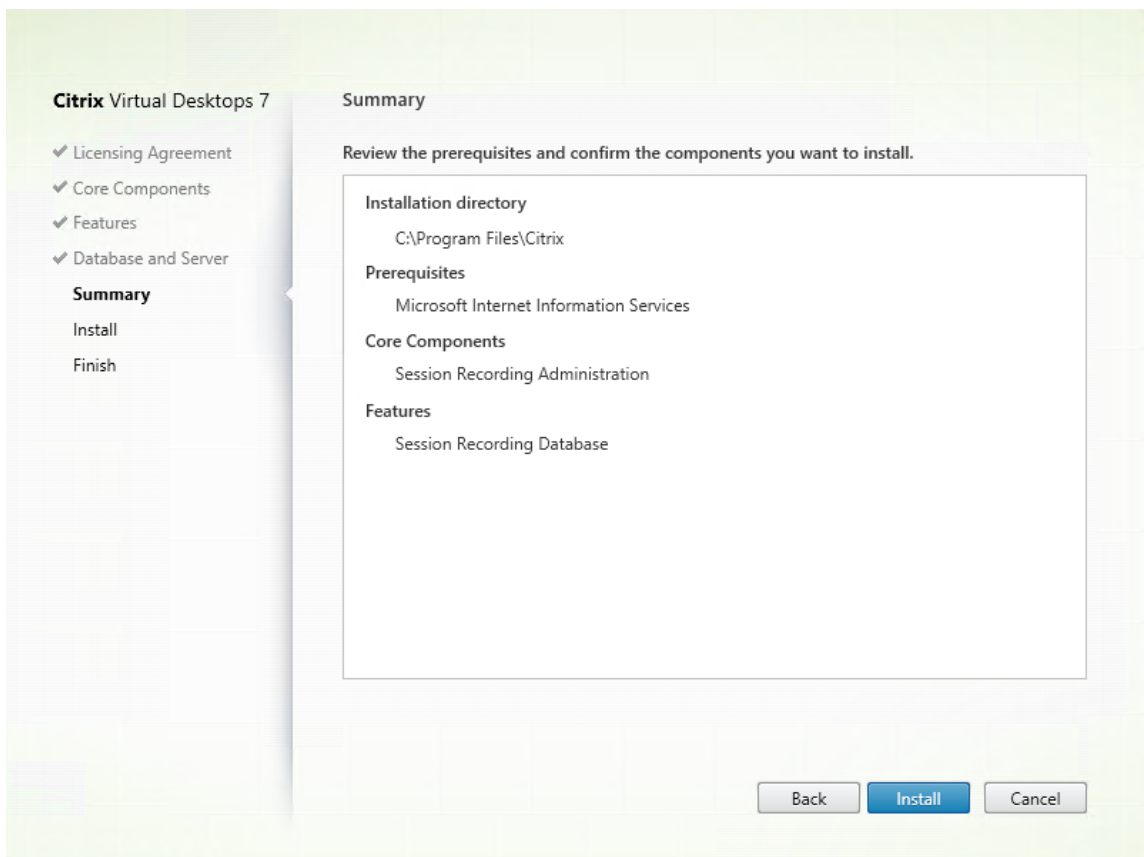 Citrix Virtual Desktops 7
Licensing Agreement
Core Components
Features
Database and Server
Summary
Install
Finish
Summary
Review the prerequisites and confirm the components you want to install.
Installation directory
C:\Program Files\Citrix
Prerequisites
Microsoft Internet Information Services
Core Components
Session Recording Administration
Features
Session Recording Database
Back Install Cancel